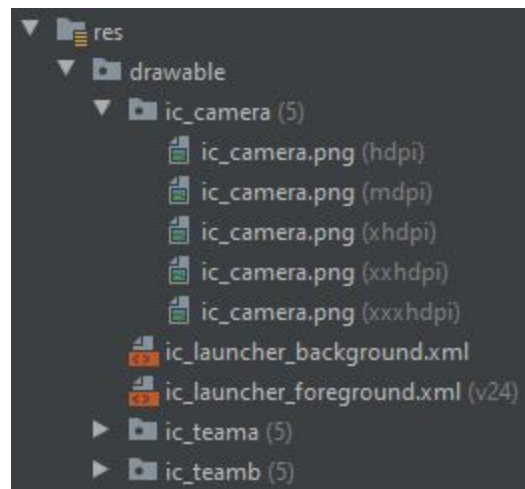 res
drawable
ic_camera (5)
ic_camera.png (hdpi)
ic_camera.png (mdpi)
ic_camera.png (xhdpi)
ic_camera.png (xxhdpi)
ic_camera.png (xxxhdpi)
ic_launcher_background.xml
ic_launcher_foreground.xml (v24)
ic_teama (5)
ic_teamb (5)